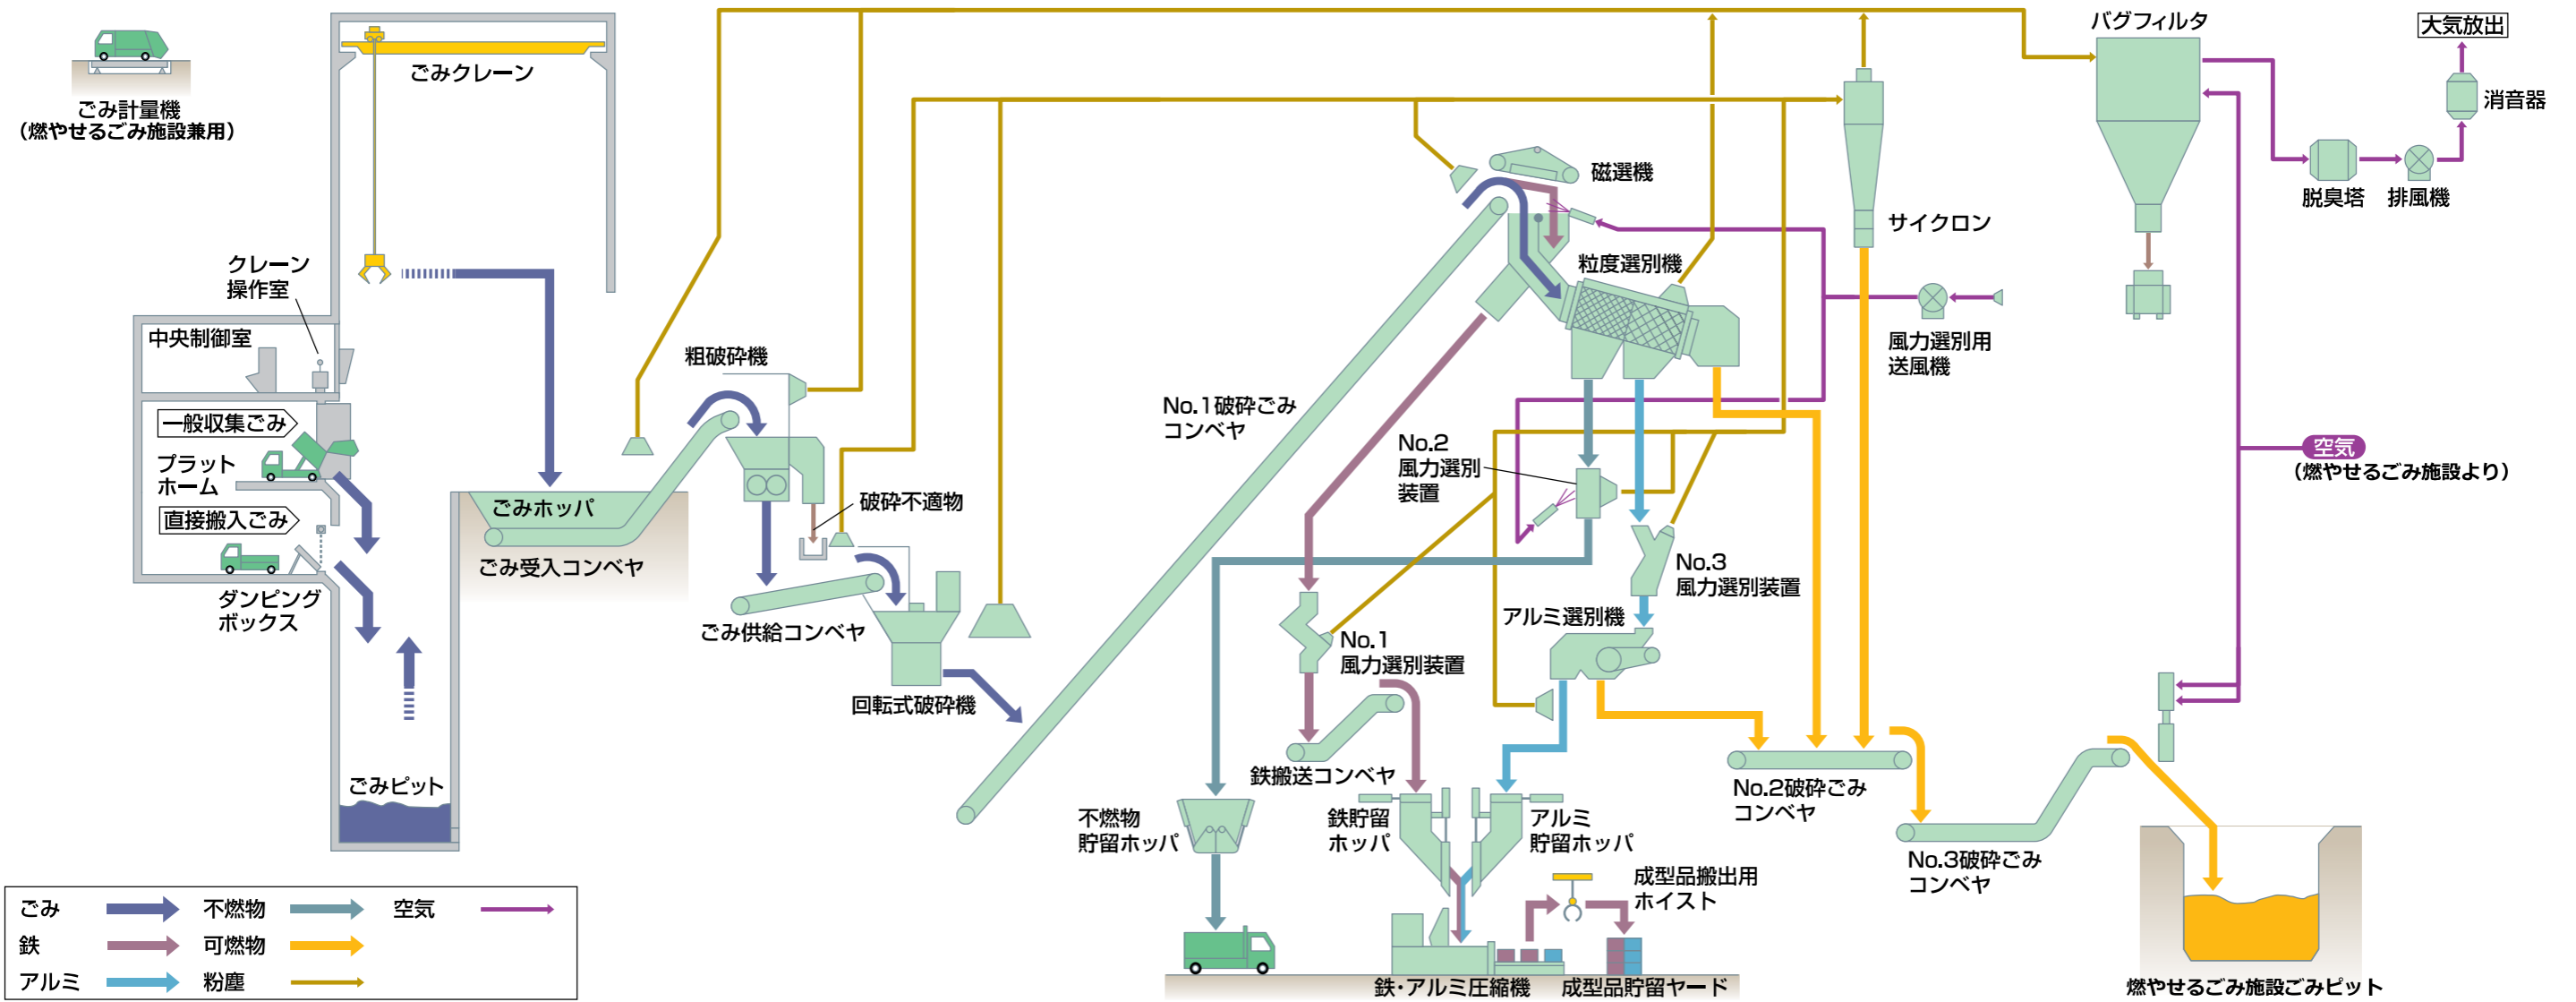 ごみ計量機
（燃やせるごみ施設兼用）
ごみクレーン
クレーン
操作室
中央制御室
一般収集ごみ
プラット
ホーム
直接搬入ごみ
ダンピング
ボックス
ごみピット
ごみホッパ
ごみ受入コンベヤ
粗破砕機
破砕不適物
ごみ供給コンベヤ
回転式破砕機
No.1破砕ごみ
コンベヤ
磁選機
粒度選別機
No.2
風力選別
装置
No.3
風力選別装置
アルミ選別機
No.1
風力選別装置
鉄搬送コンベヤ
不燃物
貯留ホッパ
鉄貯留
ホッパ
アルミ
貯留ホッパ
成型品搬出用
ホイスト
鉄・アルミ圧縮機
成型品貯留ヤード
サイクロン
風力選別用
送風機
バグフィルタ
大気放出
消音器
脱臭塔
排風機
空気
（燃やせるごみ施設より）
No.2破砕ごみ
コンベヤ
No.3破砕ごみ
コンベヤ
燃やせるごみ施設ごみピット
ごみ
不燃物
空気
鉄
可燃物
アルミ
粉塵